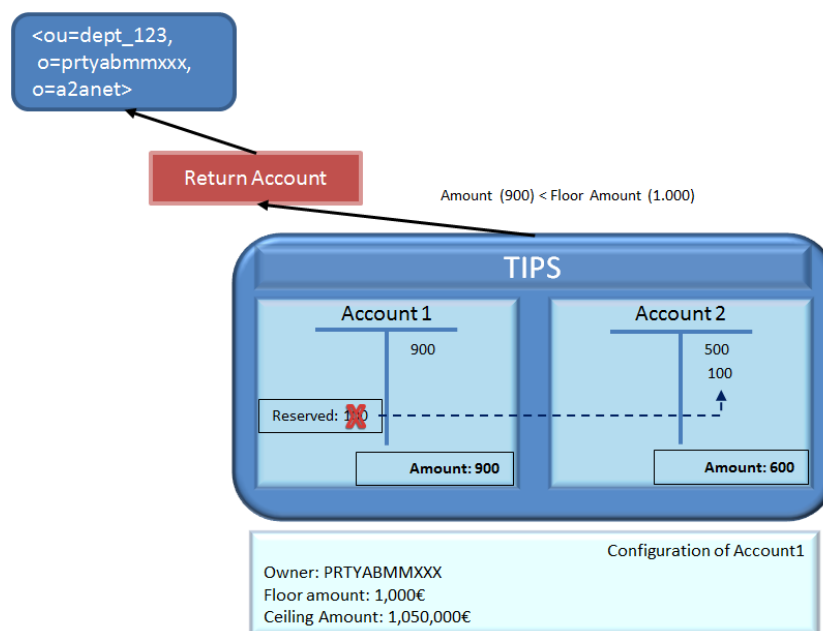 <ou=dept_123,
o=prtyabmmxxx,
o=a2anet>
Return Account
Amount (900) < Floor Amount (1.000)
TIPS
Account 1
900
Reserved:
Amount: 900
Account 2
500
100
Amount: 600
Configuration of Account1
Owner: PRTYABMMXXX
Floor amount: 1,000€
Ceiling Amount: 1,050,000€